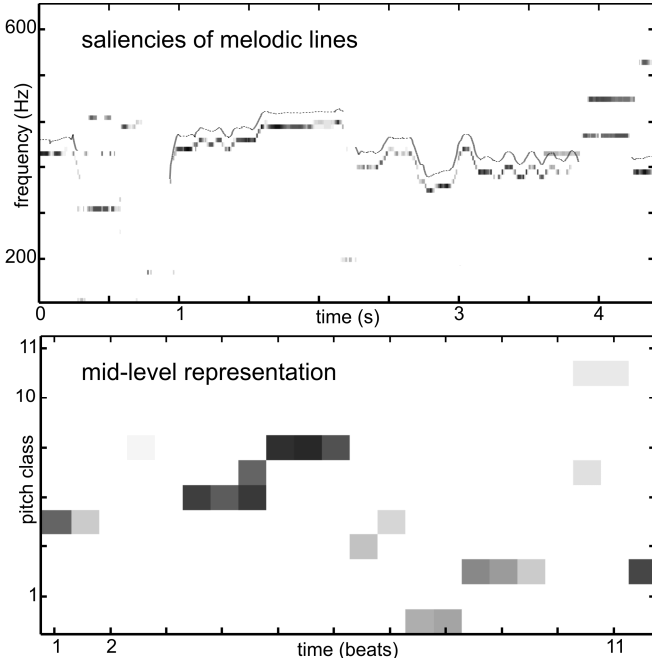 600
saliencies of melodic lines
frequency (Hz)
200
0 1 3 4
time (s)
11
mid-level representation
10
pitch class
1
1 2 11
time (beats)